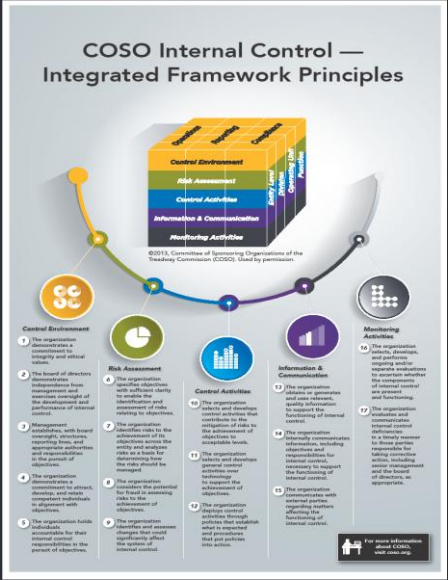 COSO Internal Control —
Integrated Framework Principles
Operations
Reporting
Compliance
Control Environment
Risk Assessment
Control Activities
Information & Communication
Monitoring Activities
Entity Level
Division
Operating Unit
Function
©2013, Committee of Sponsoring Organizations of the
Treadway Commission (COSO). Used by permission.
Control Environment
1 The organization
demonstrates a
commitment to
integrity and ethical
values.
2 The board of directors
demonstrates
independence from
management and
exercises oversight of
the development and
performance of internal
control.
3 Management
establishes, with board
oversight, structures,
reporting lines, and
appropriate authorities
and responsibilities
in the pursuit of
objectives.
4 The organization
demonstrates a
commitment to attract,
develop, and retain
competent individuals
in alignment with
objectives.
5 The organization holds
individuals
accountable for their
internal control
responsibilities in the
pursuit of objectives.
Risk Assessment
6 The organization
specifies objectives
with sufficient clarity
to enable the
identification and
assessment of risks
relating to objectives.
7 The organization
identifies risks to the
achievement of its
objectives across the
entity and analyzes
risks as a basis for
determining how
the risks should be
managed.
8 The organization
considers the potential
for fraud in assessing
risks to the
achievement of
objectives.
9 The organization
identifies and assesses
changes that could
significantly affect
the system of
internal control.
Control Activities
10 The organization
selects and develops
control activities that
contribute to the
mitigation of risks to
the achievement of
objectives to
acceptable levels.
11 The organization
selects and develops
general control
activities over
technology
to support the
achievement of
objectives.
12 The organization
deploys control
activities through
policies that establish
what is expected
and procedures
that put policies
into action.
Information &
Communication
13 The organization
obtains or generates
and uses relevant,
quality information
to support the
functioning of internal
control.
14 The organization
internally communicates
information, including
objectives and
responsibilities for
internal control,
necessary to support the
functioning of
internal control.
15 The organization
communicates with
external parties
regarding matters
affecting the
functioning of
internal control.
Monitoring
Activities
16 The organization
selects, develops,
and performs
ongoing and/or
separate evaluations
to ascertain whether
the components of
internal control are
present and
functioning.
17 The organization
evaluates and
communicates
internal control
deficiencies
in a timely manner
to those parties
responsible for
taking corrective
action, including
senior management
and the board
of directors, as
appropriate.
For more information
about COSO,
visit coso.org.